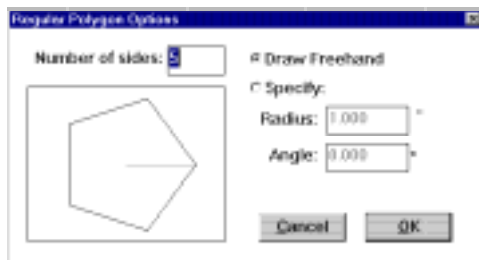 Regular Polygon Options
Number of sides: 5
Draw Freehand
Specify:
Radius: 1.000 "
Angle: 0.000 °
Cancel OK